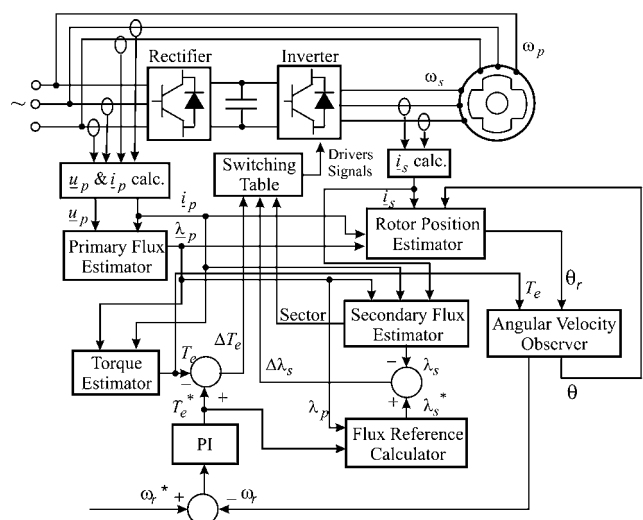 ω_p
Rectifier
Inverter
ω_s
~
Drivers
Signals
u_p & i_p calc.
Switching
Table
i_s calc.
u_p
i_p
i_s
λ_p
Primary Flux
Estimator
Rotor Position
Estimator
T_e
θ_r
Sector
Secondary Flux
Estimator
Angular Velocity
Observer
Torque
Estimator
T_e
ΔT_e
Δλ_s
−
λ_s
−
+
+
λ_s*
θ
T_e*
λ_p
Flux Reference
Calculator
PI
ω_r* +
− ω_r